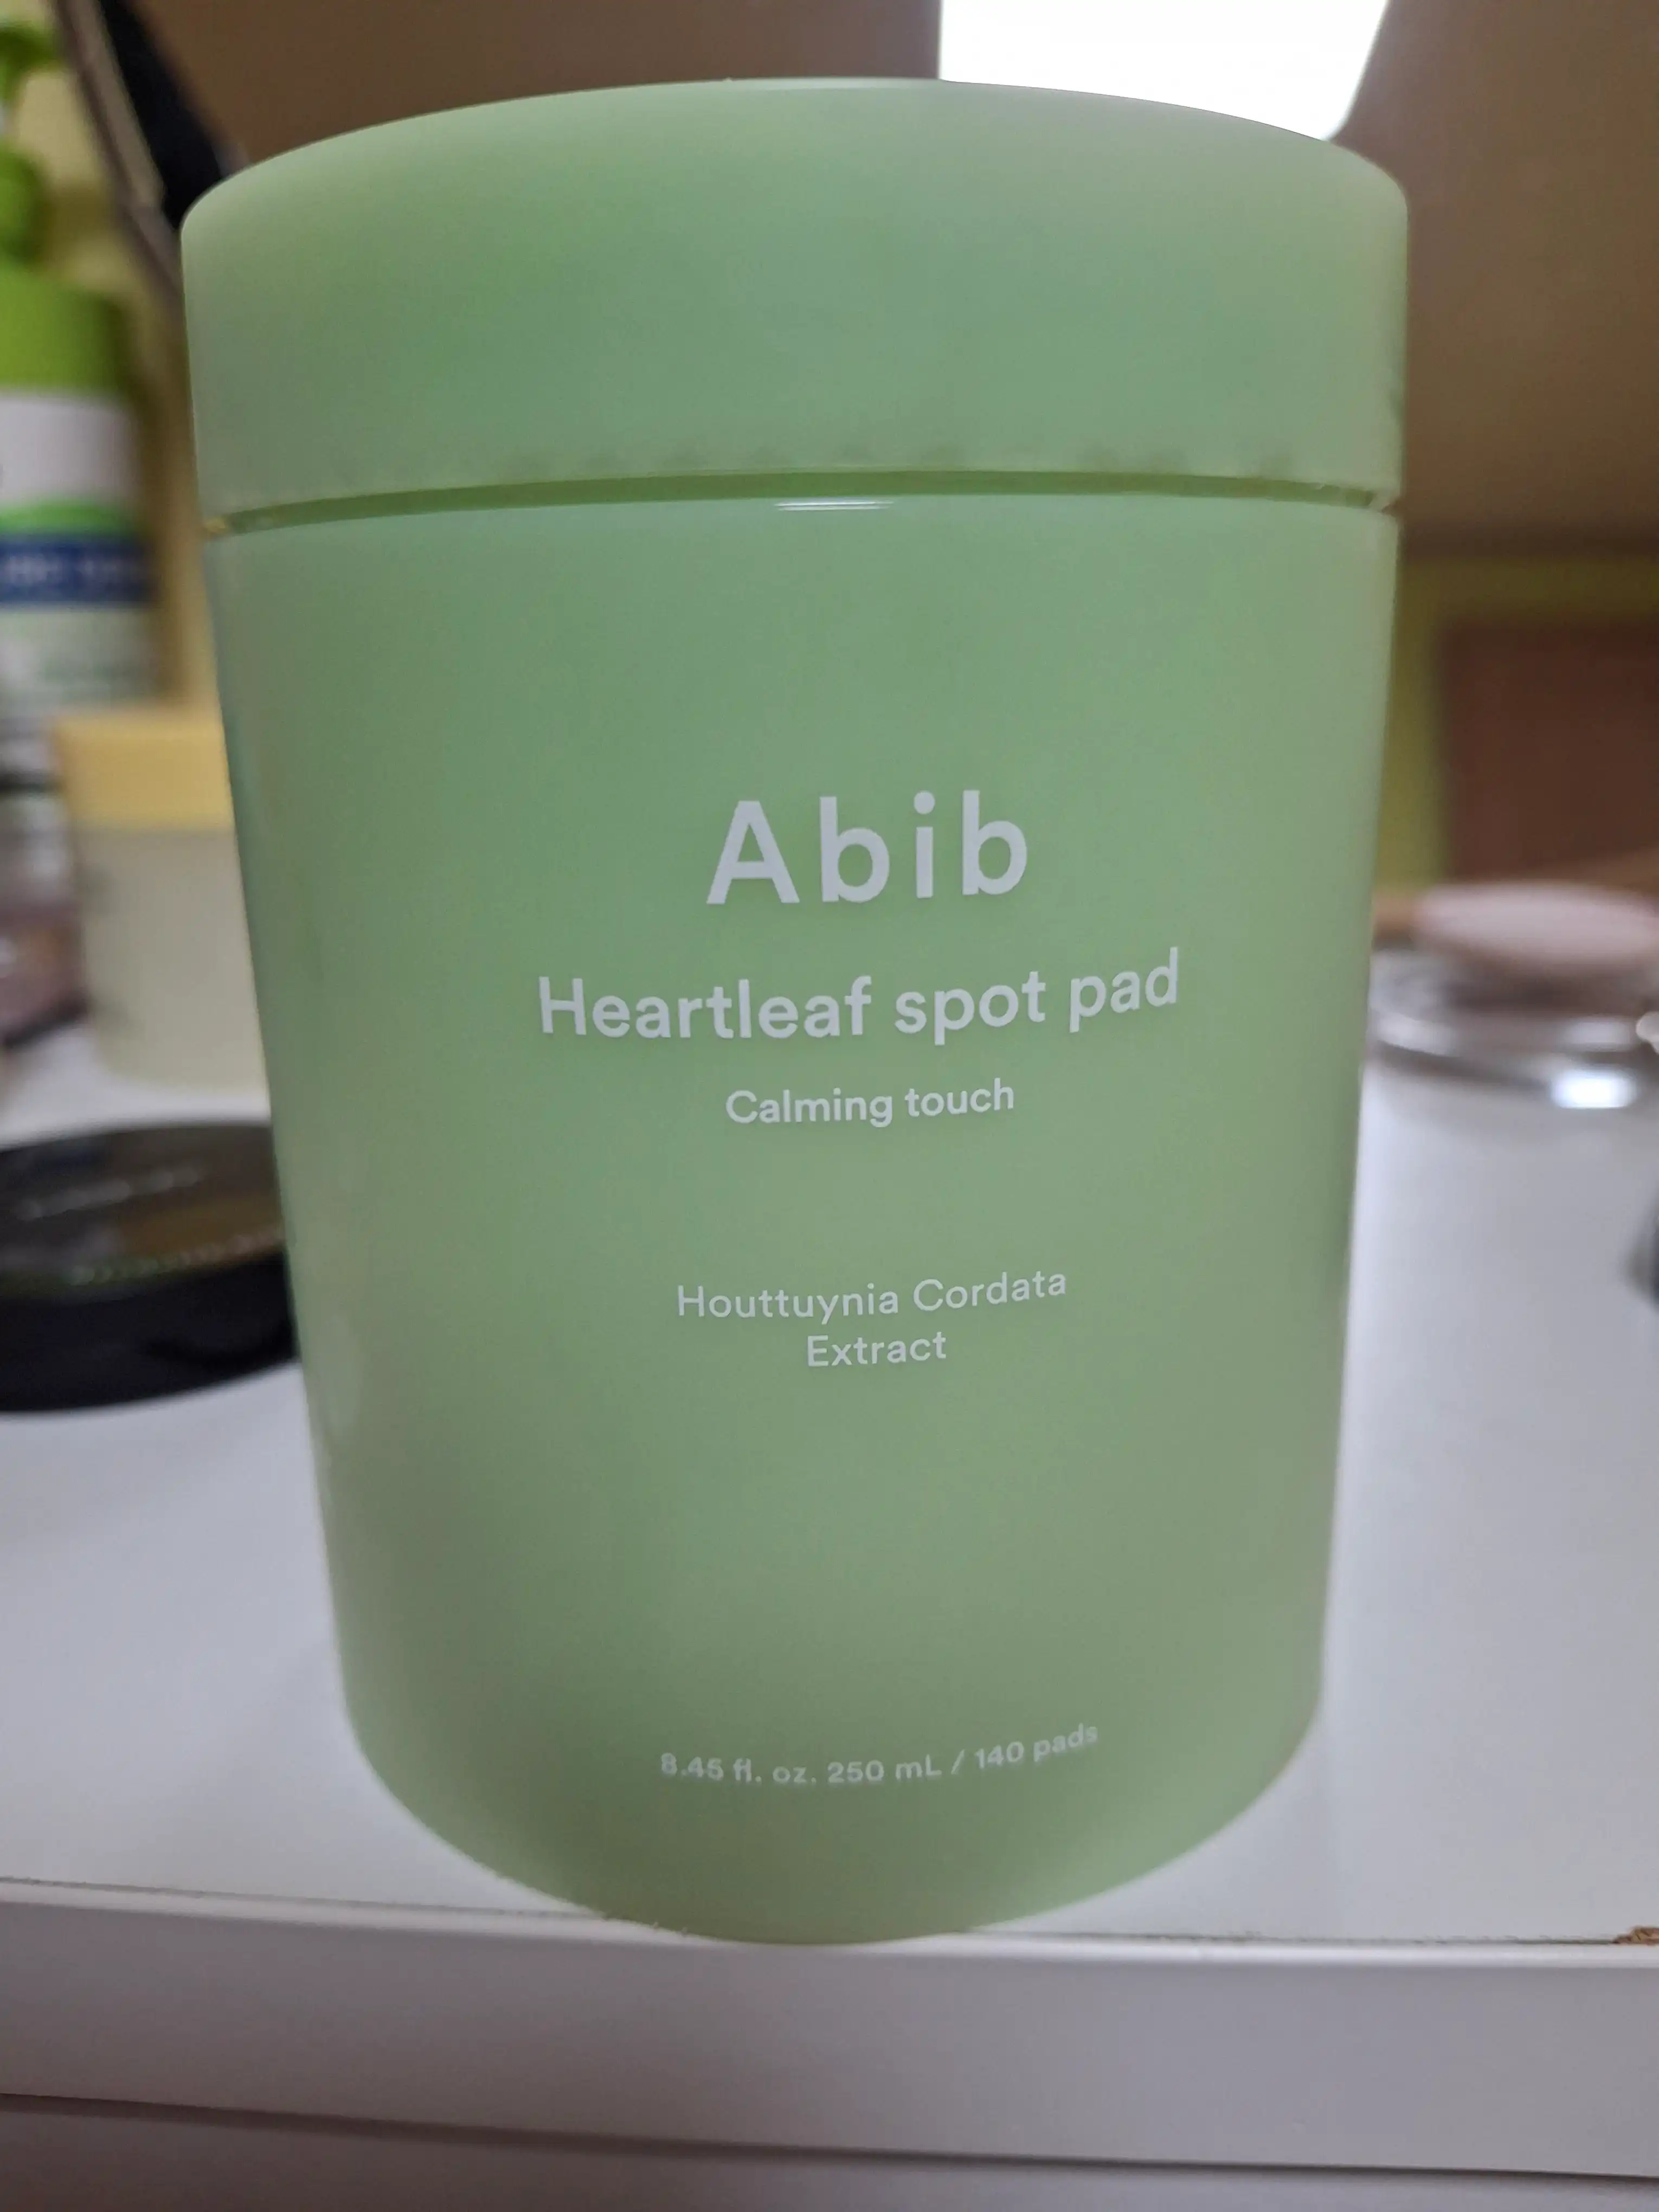 Abib
Heartleaf spot pad
Calming touch
Houttuynia Cordata
Extract
8.45 fl. oz. 250 mL / 140 pads